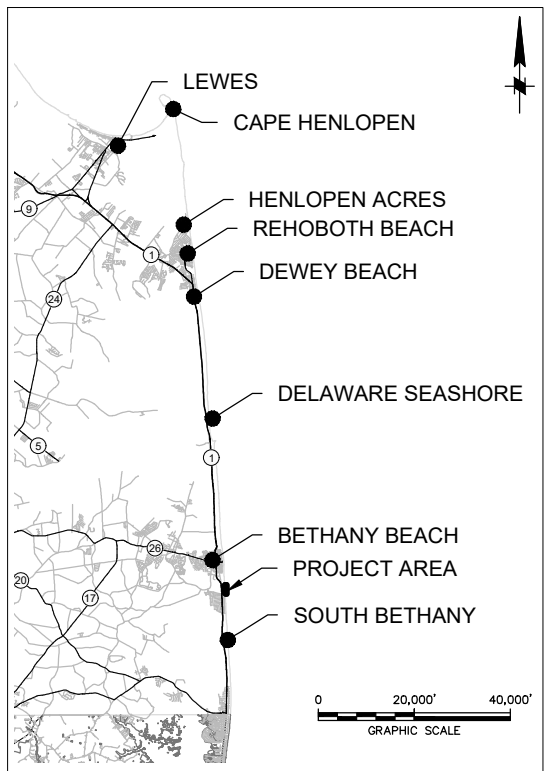 LEWES
CAPE HENLOPEN
HENLOPEN ACRES
REHOBOTH BEACH
9
1
DEWEY BEACH
24
DELAWARE SEASHORE
5
1
BETHANY BEACH
26
PROJECT AREA
20
17
SOUTH BETHANY
0 20,000' 40,000'
GRAPHIC SCALE